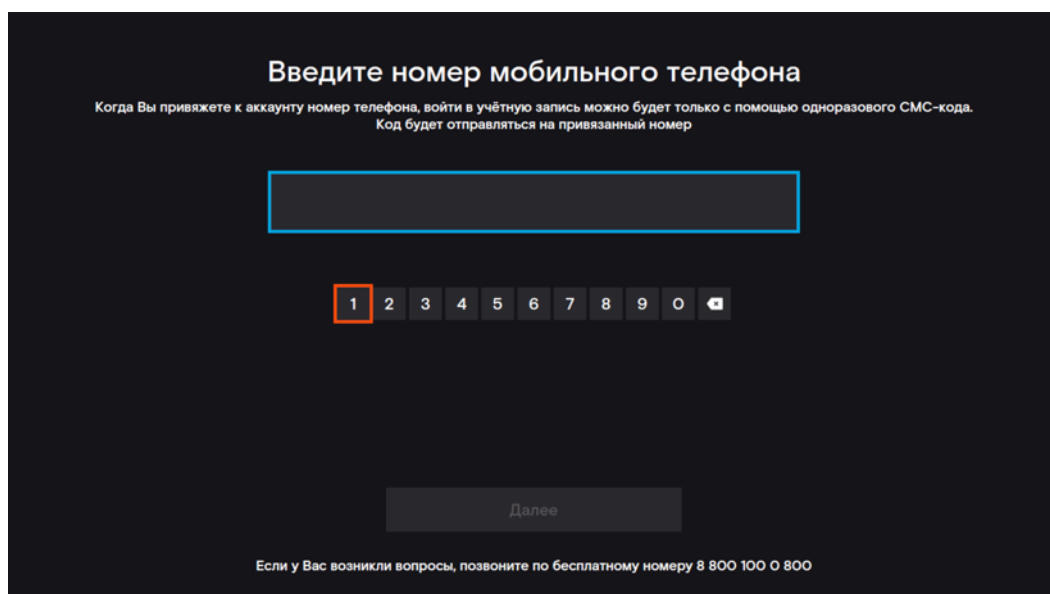 Введите номер мобильного телефона
Когда Вы привяжете к аккаунту номер телефона, войти в учётную запись можно будет только с помощью одноразового СМС-кода.
Код будет отправляться на привязанный номер
1 2 3 4 5 6 7 8 9 0
Далее
Если у Вас возникли вопросы, позвоните по бесплатному номеру 8 800 100 0 800